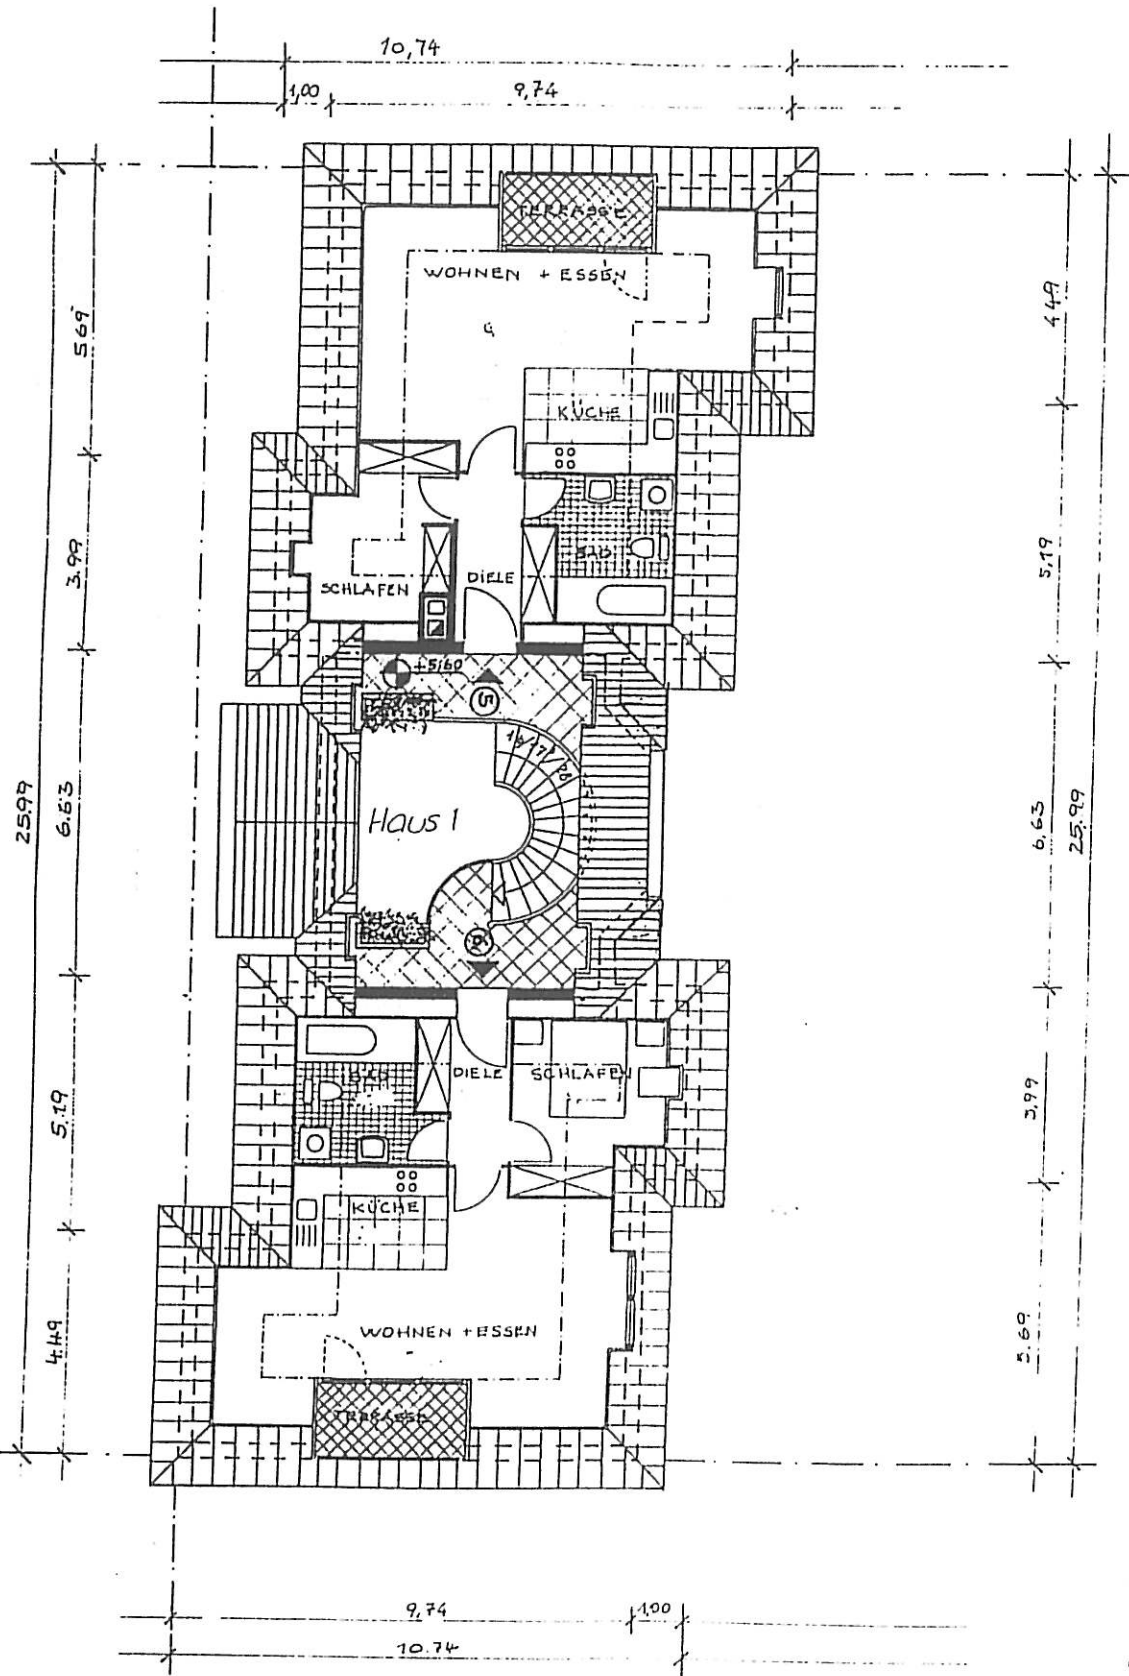 10,74
1,00 9,74
TERRASSE
WOHNEN + ESSEN
5.69
4.49
KÜCHE
3.99
5,19
BAD
DIELE
SCHLAFEN
+5,60
5
25.99
6.63
Haus 1
6,63
25.99
BAD
DIELE
SCHLAFEN
5.19
3,99
KÜCHE
4.49
WOHNEN + ESSEN
5.69
TERRASSE
9,74 1,00
10.74